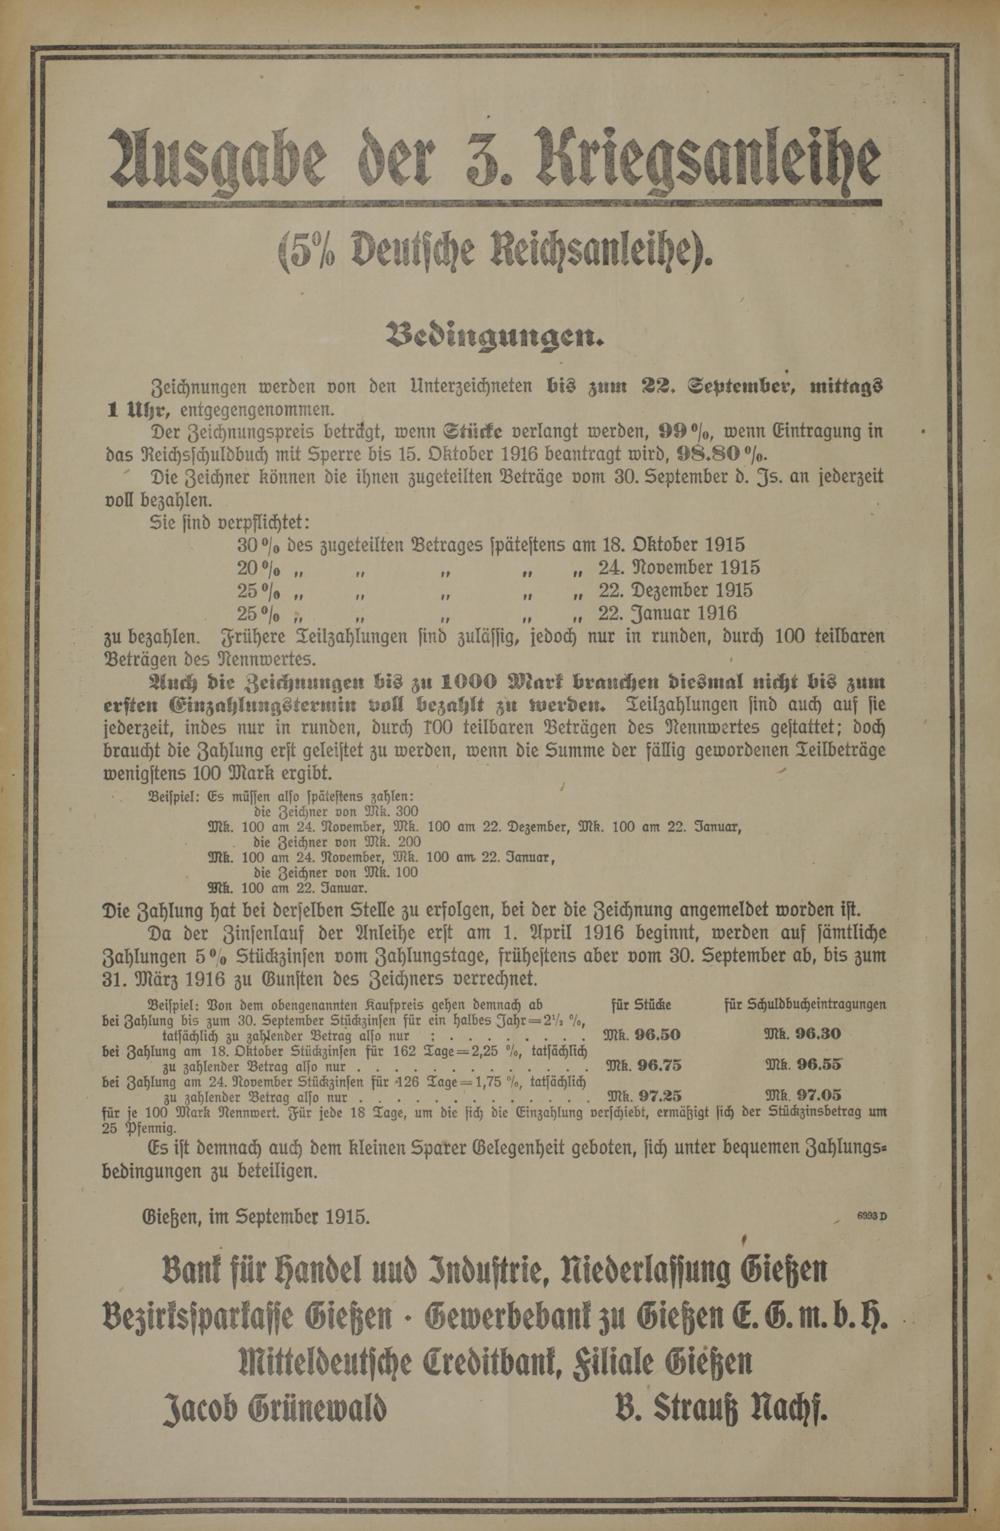 Ausgabe der 3. Kriegsanleihe
(5% Deutsche Reichsanleihe).
Bedingungen.
Zeichnungen werden von den Unterzeichneten bis zum 22. September, mittags
1 Uhr, entgegengenommen.
Der Zeichnungspreis beträgt, wenn Stücke verlangt werden, 99%, wenn Eintragung in
das Reichsschuldbuch mit Sperre bis 15. Oktober 1916 beantragt wird, 98.80%.
Die Zeichner können die ihnen zugeteilten Beträge vom 30. September d. Js. an jederzeit
voll bezahlen.
Sie sind verpflichtet:
30% des zugeteilten Betrages spätestens am 18. Oktober 1915
20% „ „ „ „ „ 24. November 1915
25% „ „ „ „ „ 22. Dezember 1915
25% „ „ „ „ „ 22. Januar 1916
zu bezahlen. Frühere Teilzahlungen sind zulässig, jedoch nur in runden, durch 100 teilbaren
Beträgen des Nennwertes.
Auch die Zeichnungen bis zu 1000 Mark brauchen diesmal nicht bis zum
ersten Einzahlungstermin voll bezahlt zu werden. Teilzahlungen sind auch auf sie
jederzeit, indes nur in runden, durch 100 teilbaren Beträgen des Nennwertes gestattet; doch
braucht die Zahlung erst geleistet zu werden, wenn die Summe der fällig gewordenen Teilbeträge
wenigstens 100 Mark ergibt.
Beispiel: Es müssen also spätestens zahlen:
die Zeichner von Mk. 300
Mk. 100 am 24. November, Mk. 100 am 22. Dezember, Mk. 100 am 22. Januar,
die Zeichner von Mk. 200
Mk. 100 am 24. November, Mk. 100 am 22. Januar,
die Zeichner von Mk. 100
Mk. 100 am 22. Januar.
Die Zahlung hat bei derselben Stelle zu erfolgen, bei der die Zeichnung angemeldet worden ist.
Da der Zinsenlauf der Anleihe erst am 1. April 1916 beginnt, werden auf sämtliche
Zahlungen 5% Stückzinsen vom Zahlungstage, frühestens aber vom 30. September ab, bis zum
31. März 1916 zu Gunsten des Zeichners verrechnet.
Beispiel: Von dem obengenannten Kaufpreis gehen demnach ab für Stücke für Schuldbucheintragungen
bei Zahlung bis zum 30. September Stückzinsen für ein halbes Jahr=2½ %,
tatsächlich zu zahlender Betrag also nur : . . . . . . . . Mk. 96.50 Mk. 96.30
bei Zahlung am 18. Oktober Stückzinsen für 162 Tage=2,25 %, tatsächlich
zu zahlender Betrag also nur . . . . . . . . . . . . Mk. 96.75 Mk. 96.55
bei Zahlung am 24. November Stückzinsen für 126 Tage=1,75 %, tatsächlich
zu zahlender Betrag also nur . . . . . . . . . . . . Mk. 97.25 Mk. 97.05
für je 100 Mark Nennwert. Für jede 18 Tage, um die sich die Einzahlung verschiebt, ermäßigt sich der Stückzinsbetrag um
25 Pfennig.
Es ist demnach auch dem kleinen Sparer Gelegenheit geboten, sich unter bequemen Zahlungs-
bedingungen zu beteiligen.
Gießen, im September 1915. 6993 D
Bank für Handel uud Industrie, Niederlassung Gießen
Bezirkssparkasse Gießen · Gewerbebank zu Gießen E. G. m. b. H.
Mitteldeutsche Creditbank, Filiale Gießen
Jacob Grünewald B. Strauß Nachf.